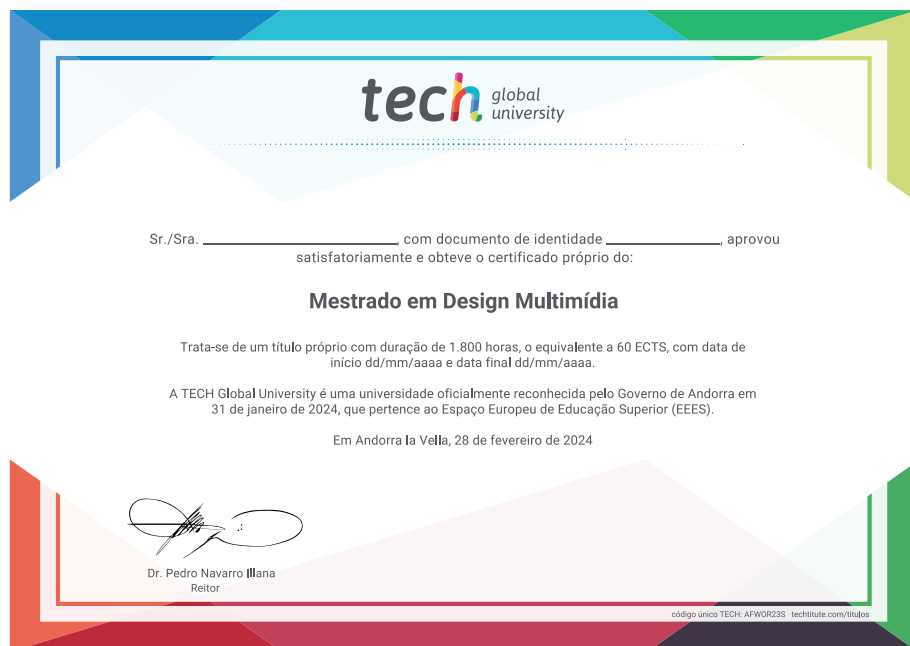 tech global university
Sr./Sra. ____________________, com documento de identidade ____________, aprovou
satisfatoriamente e obteve o certificado próprio do:
Mestrado em Design Multimídia
Trata-se de um título próprio com duração de 1.800 horas, o equivalente a 60 ECTS, com data de
início dd/mm/aaaa e data final dd/mm/aaaa.
A TECH Global University é uma universidade oficialmente reconhecida pelo Governo de Andorra em
31 de janeiro de 2024, que pertence ao Espaço Europeu de Educação Superior (EEES).
Em Andorra la Vella, 28 de fevereiro de 2024
Dr. Pedro Navarro Illana
Reitor
código único TECH: AFWOR23S techtitute.com/titulos